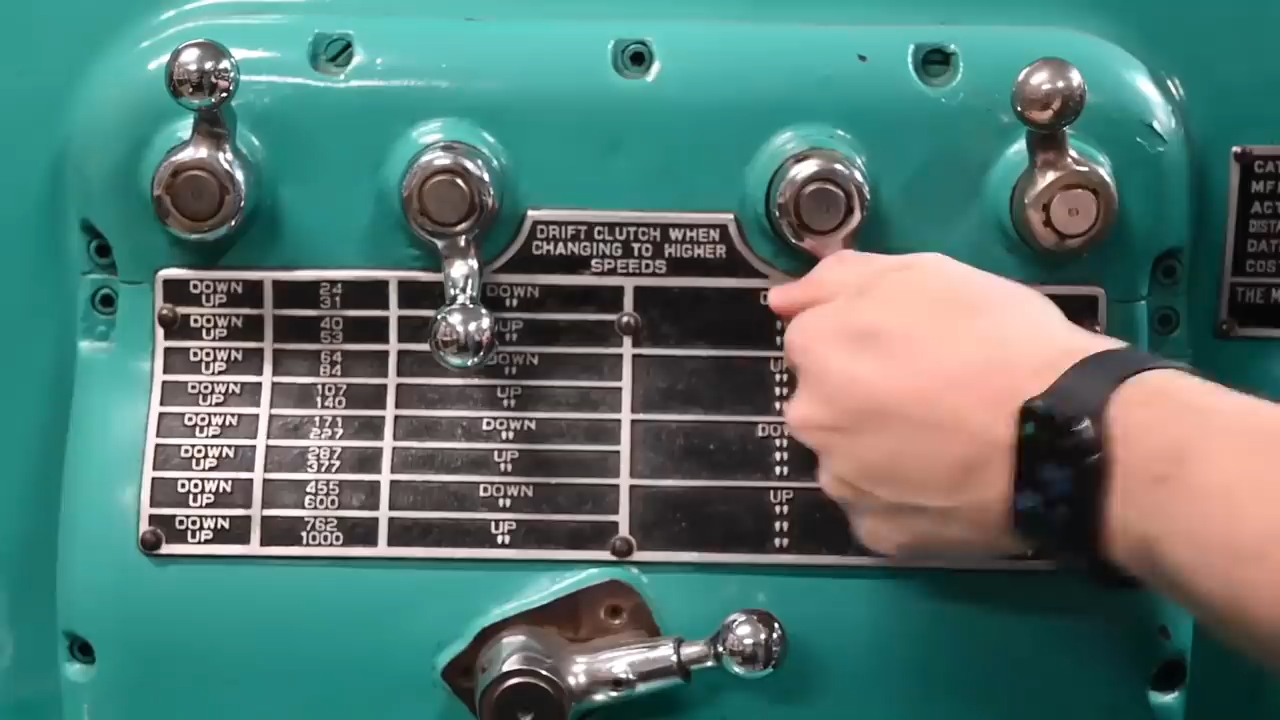 DRIFT CLUTCH WHEN
CHANGING TO HIGHER
SPEEDS
DOWN 24 DOWN
UP 31 "
DOWN 40 UP
UP 53 "
DOWN 64 DOWN
UP 84 "
DOWN 107 UP
UP 140 "
DOWN 171 DOWN
UP 227 "
DOWN 287 UP
UP 377 "
DOWN 455 DOWN UP
UP 600 " "
DOWN 762 UP "
UP 1000 " "
THE